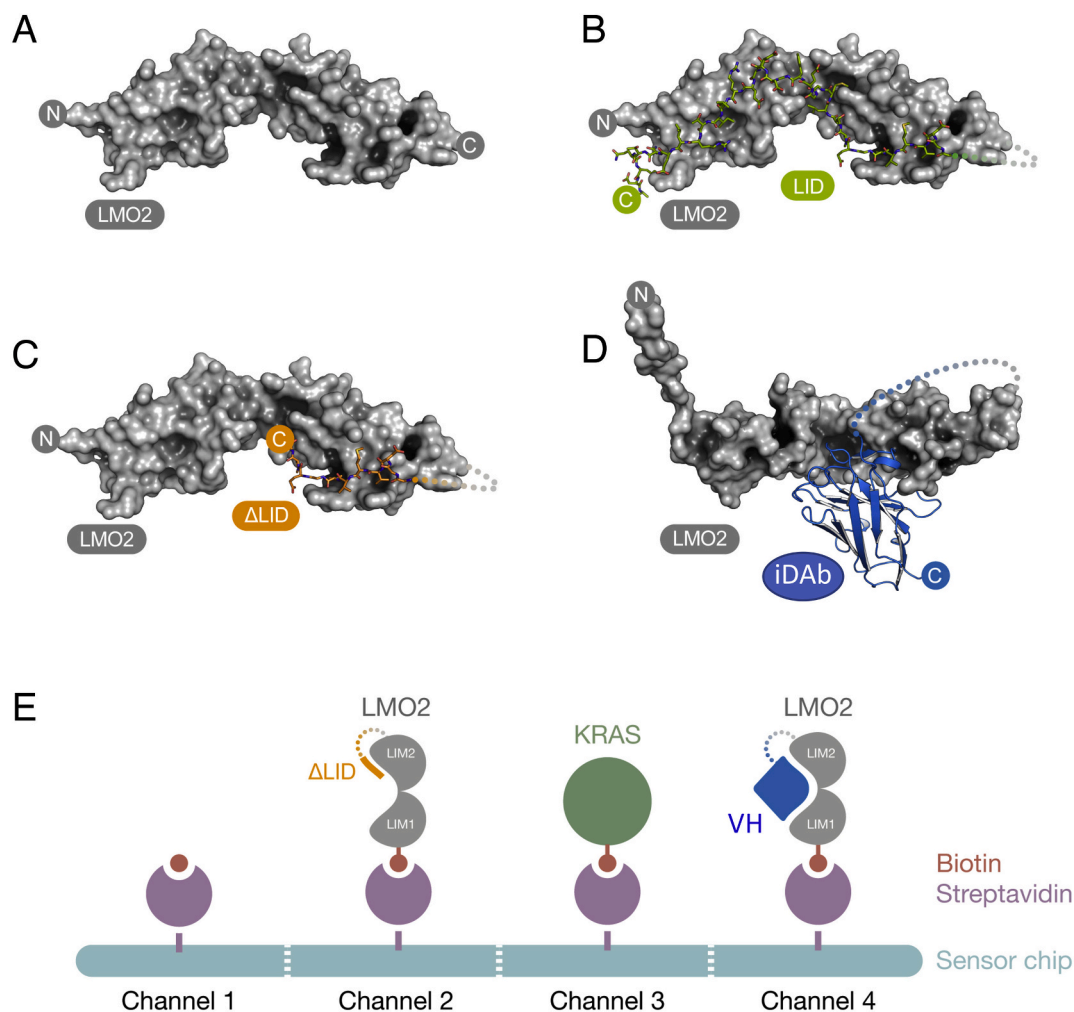 A
N
C
LMO2
B
N
C
LMO2
LID
C
N
C
ΔLID
LMO2
D
N
LMO2
iDAb
C
E
LMO2
LIM2
ΔLID
LIM1
KRAS
LMO2
LIM2
VH
LIM1
Biotin
Streptavidin
Sensor chip
Channel 1
Channel 2
Channel 3
Channel 4